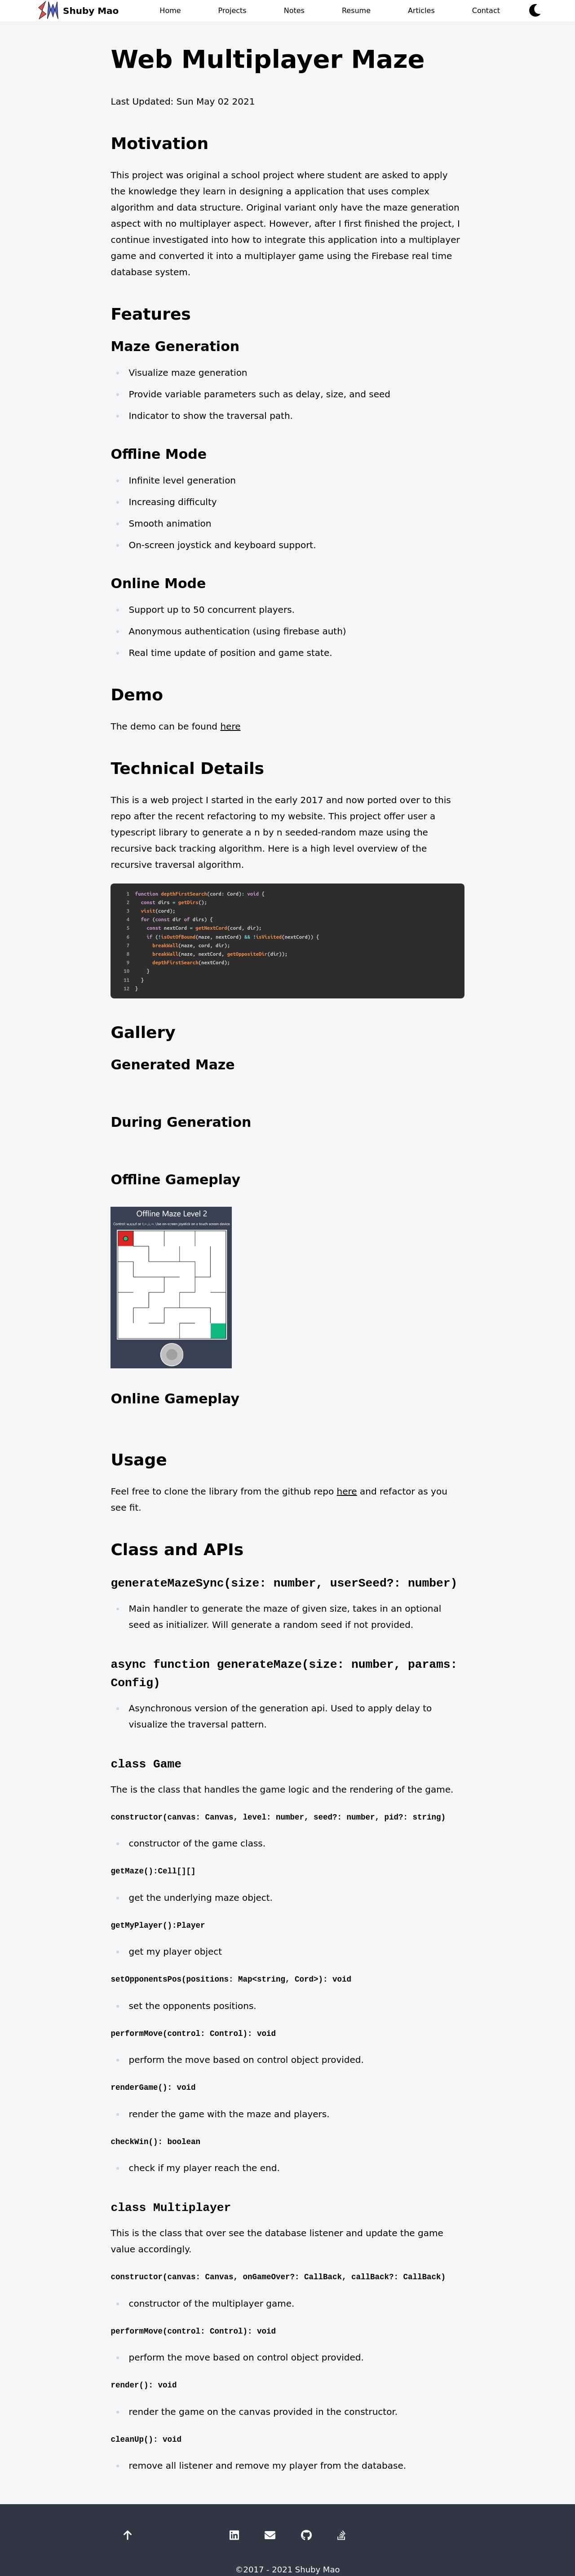 Shuby Mao
Home Projects Notes Resume Articles Contact
Web Multiplayer Maze
Last Updated: Sun May 02 2021
Motivation
This project was original a school project where student are asked to apply
the knowledge they learn in designing a application that uses complex
algorithm and data structure. Original variant only have the maze generation
aspect with no multiplayer aspect. However, after I first finished the project, I
continue investigated into how to integrate this application into a multiplayer
game and converted it into a multiplayer game using the Firebase real time
database system.
Features
Maze Generation
Visualize maze generation
Provide variable parameters such as delay, size, and seed
Indicator to show the traversal path.
Offline Mode
Infinite level generation
Increasing difficulty
Smooth animation
On-screen joystick and keyboard support.
Online Mode
Support up to 50 concurrent players.
Anonymous authentication (using firebase auth)
Real time update of position and game state.
Demo
The demo can be found here
Technical Details
This is a web project I started in the early 2017 and now ported over to this
repo after the recent refactoring to my website. This project offer user a
typescript library to generate a n by n seeded-random maze using the
recursive back tracking algorithm. Here is a high level overview of the
recursive traversal algorithm.
1 function depthFirstSearch(cord: Cord): void {
2 const dirs = getDirs();
3 visit(cord);
4 for (const dir of dirs) {
5 const nextCord = getNextCord(cord, dir);
6 if (!isOutOfBound(maze, nextCord) && !isVisited(nextCord)) {
7 breakWall(maze, cord, dir);
8 breakWall(maze, nextCord, getOppositeDir(dir));
9 depthFirstSearch(nextCord);
10 }
11 }
12 }
Gallery
Generated Maze
During Generation
Offline Gameplay
Offline Maze Level 2
Use on-screen joystick on a touch screen device
Online Gameplay
Usage
Feel free to clone the library from the github repo here and refactor as you
see fit.
Class and APIs
generateMazeSync(size: number, userSeed?: number)
Main handler to generate the maze of given size, takes in an optional
seed as initializer. Will generate a random seed if not provided.
async function generateMaze(size: number, params:
Config)
Asynchronous version of the generation api. Used to apply delay to
visualize the traversal pattern.
class Game
The is the class that handles the game logic and the rendering of the game.
constructor(canvas: Canvas, level: number, seed?: number, pid?: string)
constructor of the game class.
getMaze():Cell[][]
get the underlying maze object.
getMyPlayer():Player
get my player object
setOpponentsPos(positions: Map<string, Cord>): void
set the opponents positions.
performMove(control: Control): void
perform the move based on control object provided.
renderGame(): void
render the game with the maze and players.
checkWin(): boolean
check if my player reach the end.
class Multiplayer
This is the class that over see the database listener and update the game
value accordingly.
constructor(canvas: Canvas, onGameOver?: CallBack, callBack?: CallBack)
constructor of the multiplayer game.
performMove(control: Control): void
perform the move based on control object provided.
render(): void
render the game on the canvas provided in the constructor.
cleanUp(): void
remove all listener and remove my player from the database.
©2017 - 2021 Shuby Mao